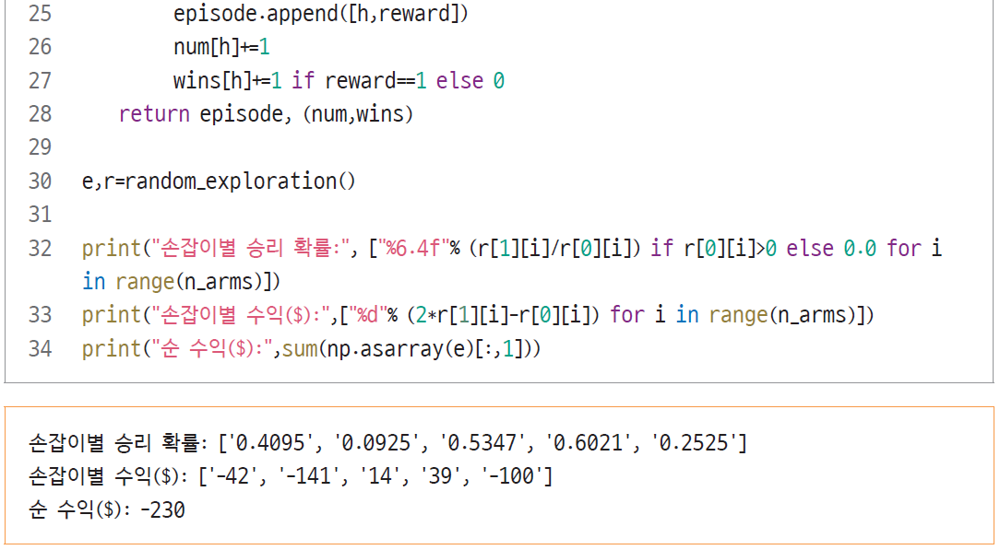 25 episode.append([h,reward])
26 num[h]+=1
27 wins[h]+=1 if reward==1 else 0
28 return episode, (num,wins)
29
30 e,r=random_exploration()
31
32 print("손잡이별 승리 확률:", ["%6.4f"% (r[1][i]/r[0][i]) if r[0][i]>0 else 0.0 for i
in range(n_arms)])
33 print("손잡이별 수익($):",["%d"% (2*r[1][i]-r[0][i]) for i in range(n_arms)])
34 print("순 수익($):",sum(np.asarray(e)[:,1]))
손잡이별 승리 확률: ['0.4095', '0.0925', '0.5347', '0.6021', '0.2525']
손잡이별 수익($): ['-42', '-141', '14', '39', '-100']
순 수익($): -230